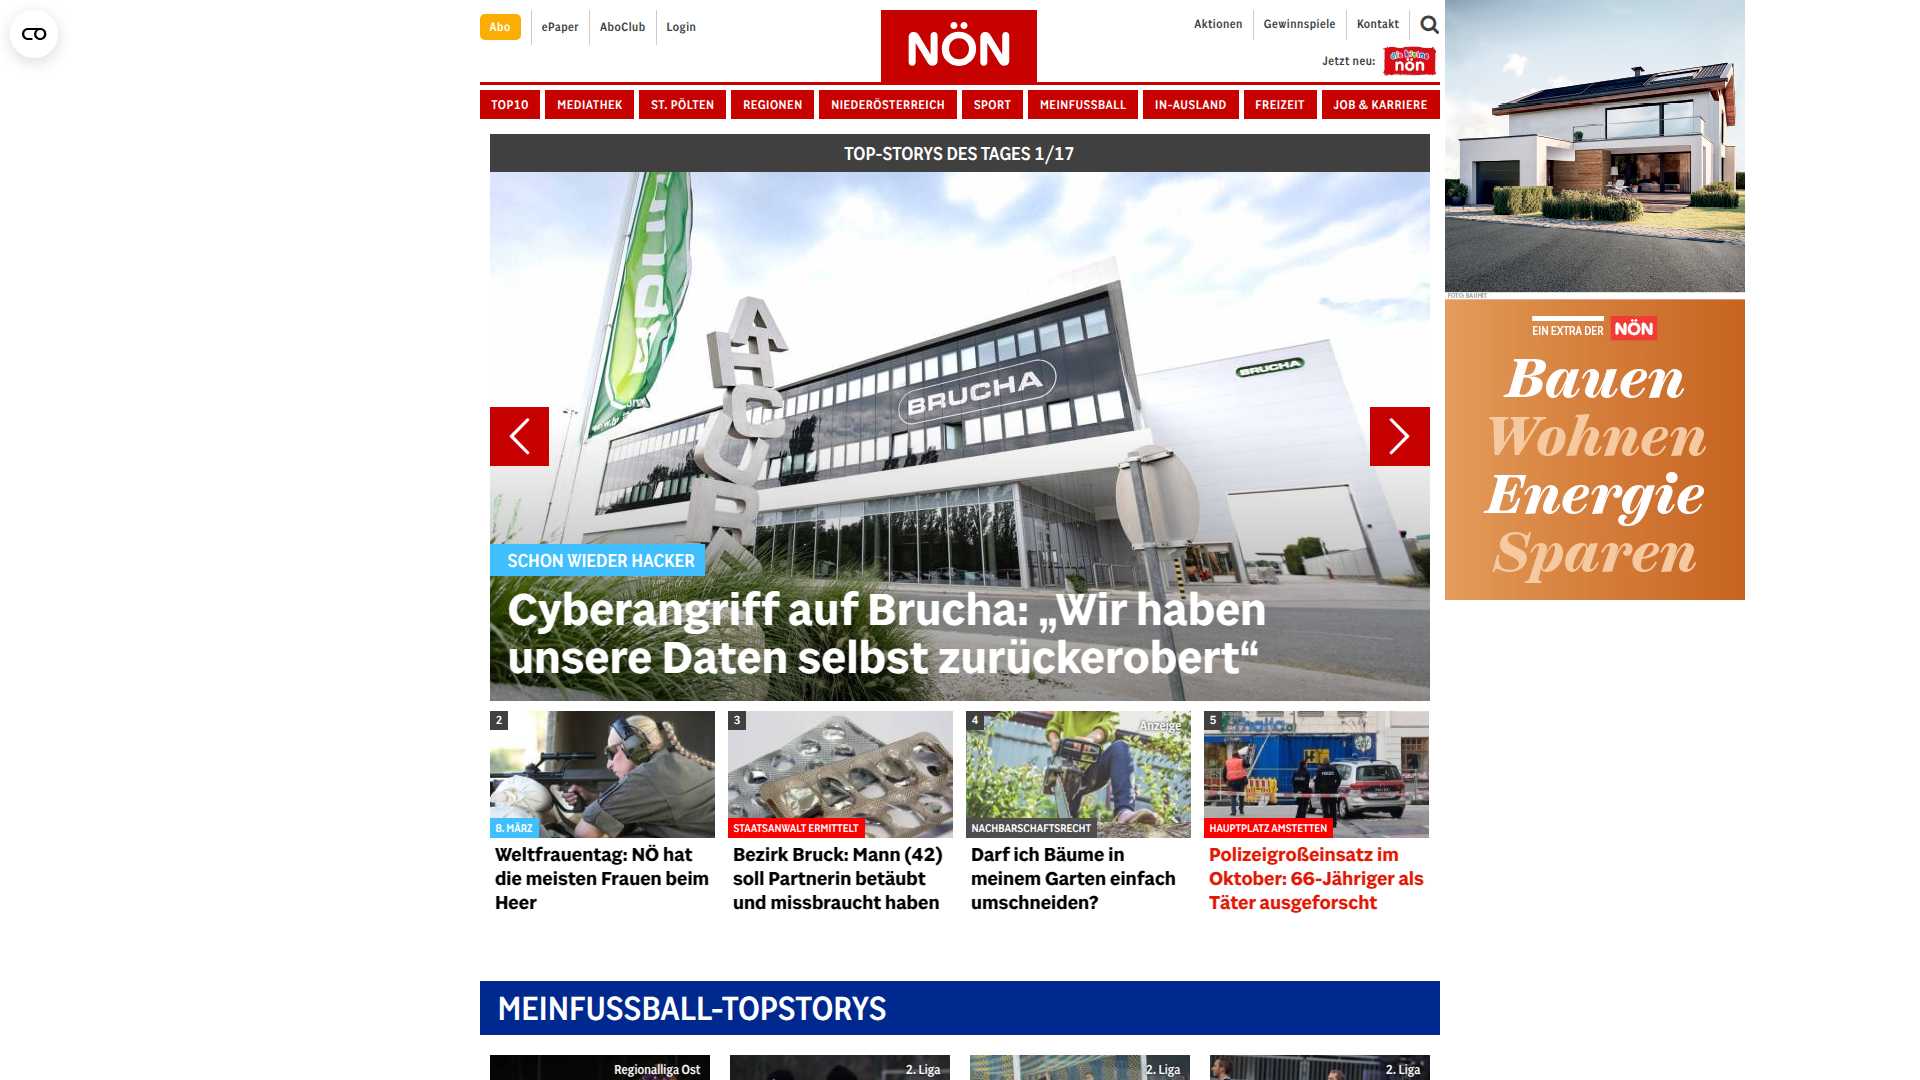 Abo
ePaper
AboClub
Login
NÖN
Aktionen
Gewinnspiele
Kontakt
Jetzt neu:
die kleine
nön
TOP10
MEDIATHEK
ST. PÖLTEN
REGIONEN
NIEDERÖSTERREICH
SPORT
MEINFUSSBALL
IN-AUSLAND
FREIZEIT
JOB & KARRIERE
TOP-STORYS DES TAGES 1/17
BRUCHA
BRUCHA
SCHON WIEDER HACKER
Cyberangriff auf Brucha: „Wir haben
unsere Daten selbst zurückerobert“
2
8. MÄRZ
Weltfrauentag: NÖ hat
die meisten Frauen beim
Heer
3
STAATSANWALT ERMITTELT
Bezirk Bruck: Mann (42)
soll Partnerin betäubt
und missbraucht haben
4
Anzeige
NACHBARSCHAFTSRECHT
Darf ich Bäume in
meinem Garten einfach
umschneiden?
5
HAUPTPLATZ AMSTETTEN
Polizeigroßeinsatz im
Oktober: 66-Jähriger als
Täter ausgeforscht
MEINFUSSBALL-TOPSTORYS
Regionalliga Ost
2. Liga
2. Liga
2. Liga
FOTO: BAUMIT
EIN EXTRA DER NÖN
Bauen
Wohnen
Energie
Sparen